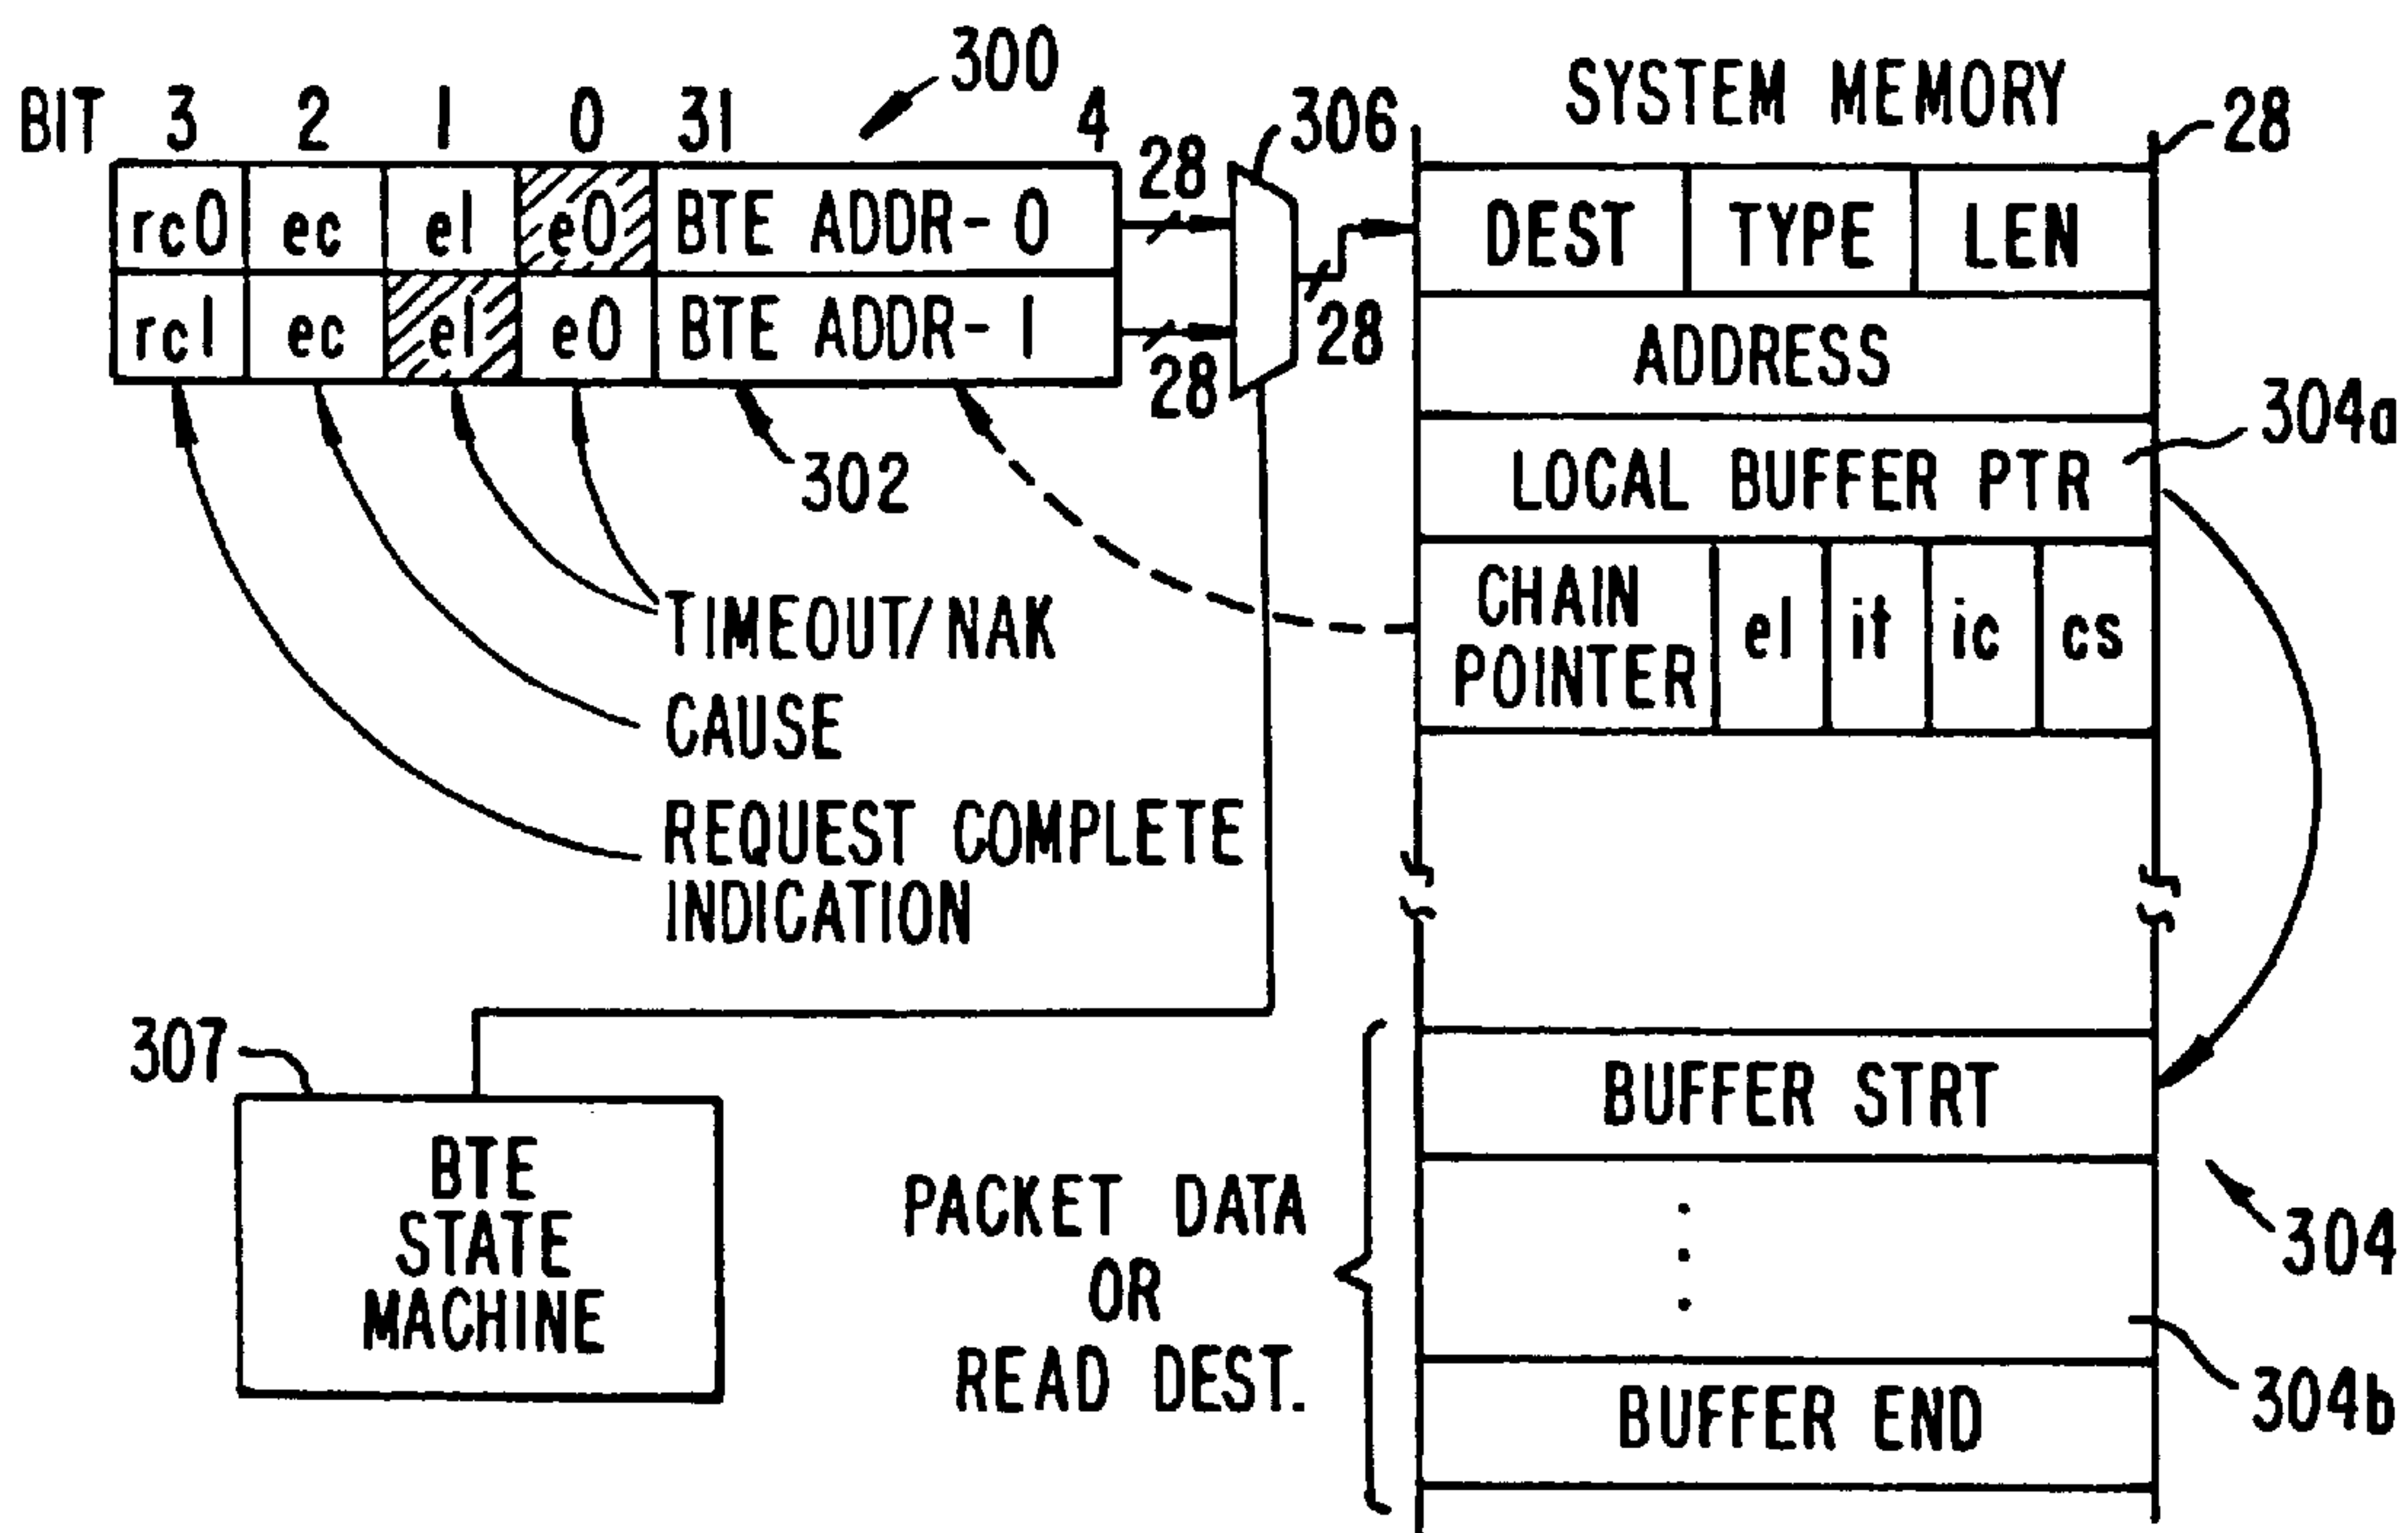 300
SYSTEM MEMORY
BIT 3 2 1 0 31 4
28
306
28
rc0 ec e1 e0 BTE ADDR- 0
rc1 ec e1 e0 BTE ADDR- 1
28
28
DEST TYPE LEN
ADDRESS
304a
302
LOCAL BUFFER PTR
CHAIN POINTER
el it ic cs
TIMEOUT/NAK
CAUSE
REQUEST COMPLETE
INDICATION
307
BTE
STATE
MACHINE
BUFFER STRT
PACKET DATA
OR
READ DEST.
304
304b
BUFFER END